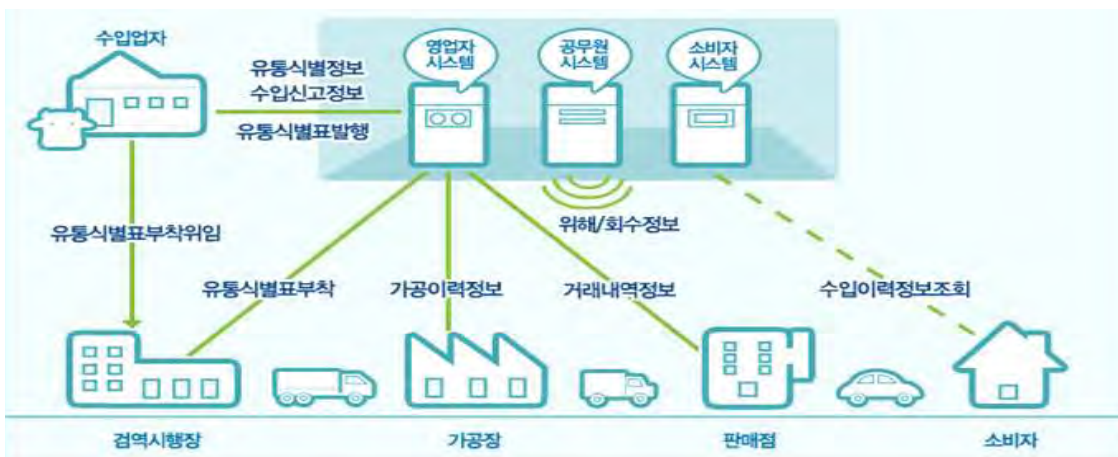 수입업자
영업자
시스템
공무원
시스템
소비자
시스템
유통식별정보
수입신고정보
유통식별표발행
위해/회수정보
유통식별표부착위임
유통식별표부착
가공이력정보
거래내역정보
수입이력정보조회
검역시행장
가공장
판매점
소비자